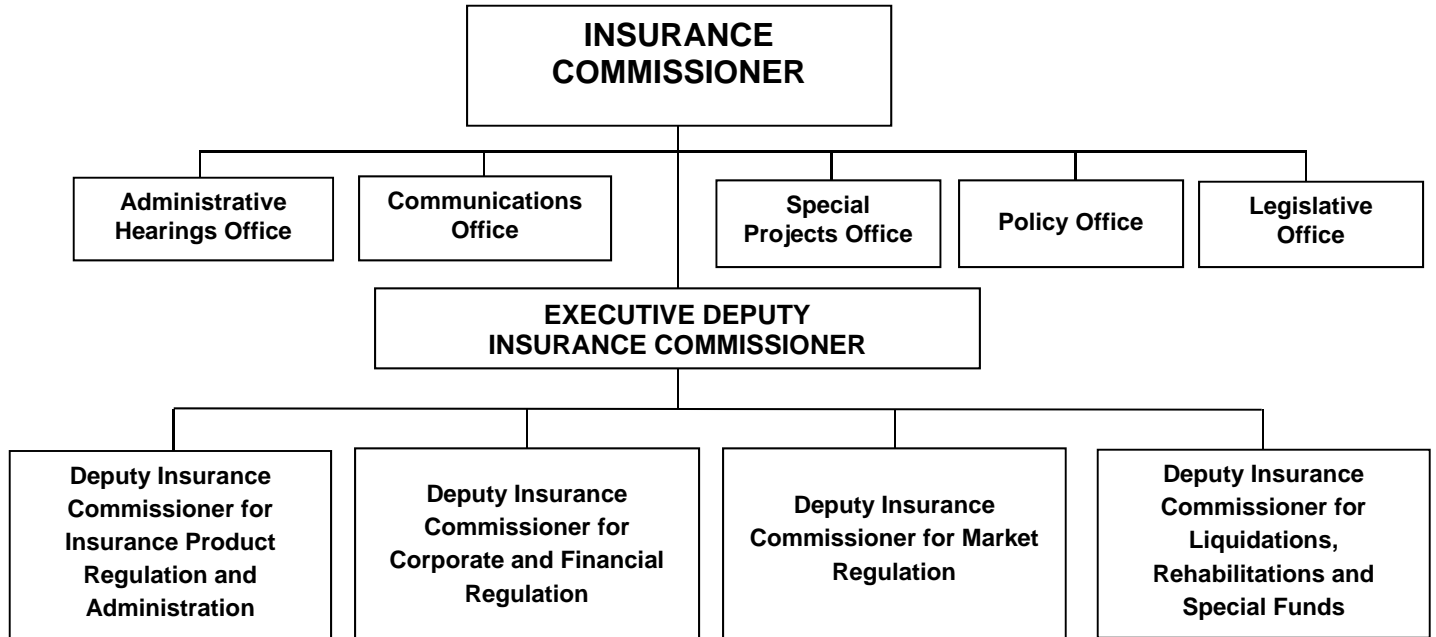 INSURANCE
COMMISSIONER
Administrative
Hearings Office
Communications
Office
Special
Projects Office
Policy Office
Legislative
Office
EXECUTIVE DEPUTY
INSURANCE COMMISSIONER
Deputy Insurance
Commissioner for
Insurance Product
Regulation and
Administration
Deputy Insurance
Commissioner for
Corporate and Financial
Regulation
Deputy Insurance
Commissioner for Market
Regulation
Deputy Insurance
Commissioner for
Liquidations,
Rehabilitations and
Special Funds